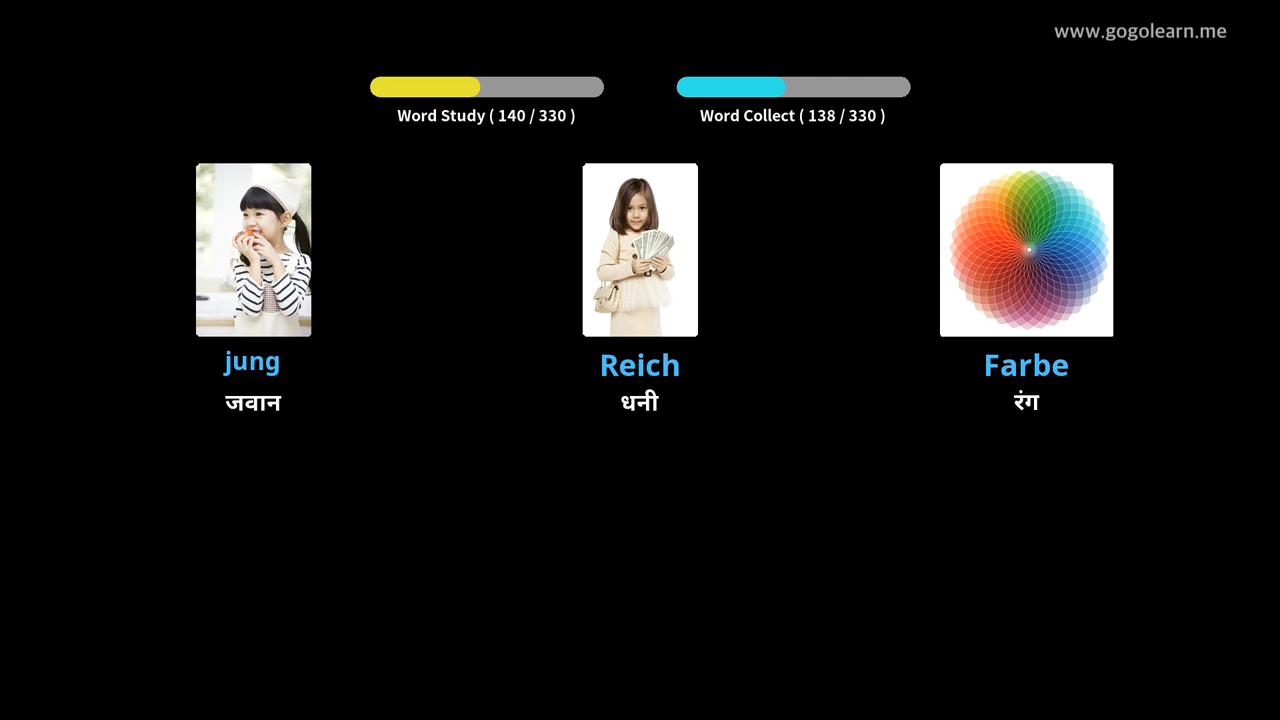 www.gogolearn.me
Word Study ( 140 / 330 )
Word Collect ( 138 / 330 )
jung
Reich
Farbe
जवान
धनी
रंग